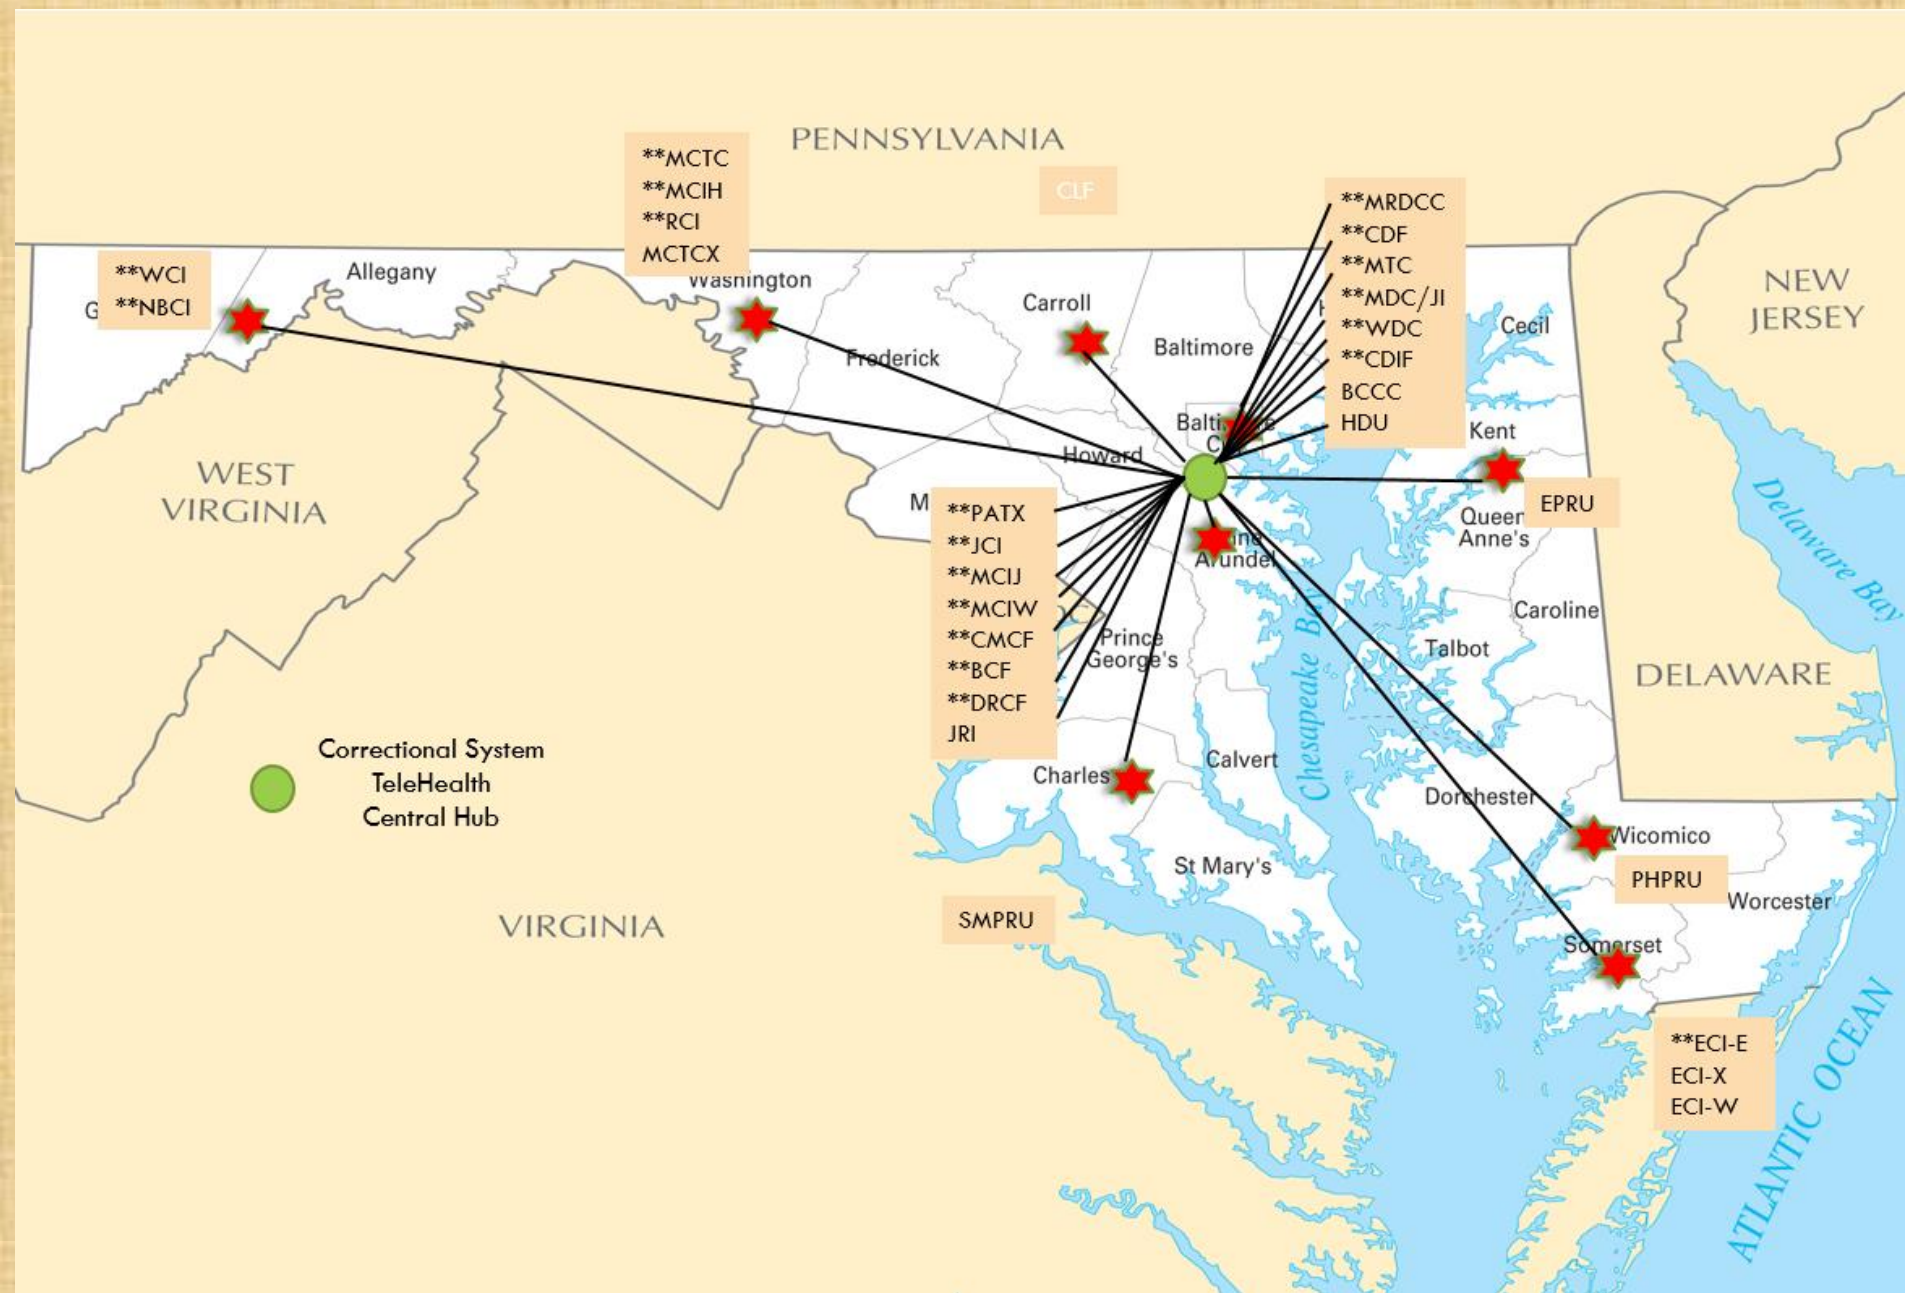 PENNSYLVANIA
**MCTC
**MCIH
**RCI
MCTCX
CLF
**MRDCC
**CDF
**MTC
**MDC/JI
**WDC
**CDIF
BCCC
HDU
**WCI
**NBCI
Allegany
Washington
Carroll
Frederick
Baltimore
Howard
Cecil
Kent
NEW
JERSEY
WEST
VIRGINIA
EPRU
Queen
Anne's
Delaware Bay
Arundel
**PATX
**JCI
**MCIJ
**MCIW
**CMCF
**BCF
**DRCF
JRI
Prince
George's
Caroline
Talbot
DELAWARE
Chesapeake Bay
Correctional System
TeleHealth
Central Hub
Charles
Calvert
Dorchester
Wicomico
PHPRU
St Mary's
Worcester
SMPRU
VIRGINIA
Somerset
**ECI-E
ECI-X
ECI-W
ATLANTIC OCEAN